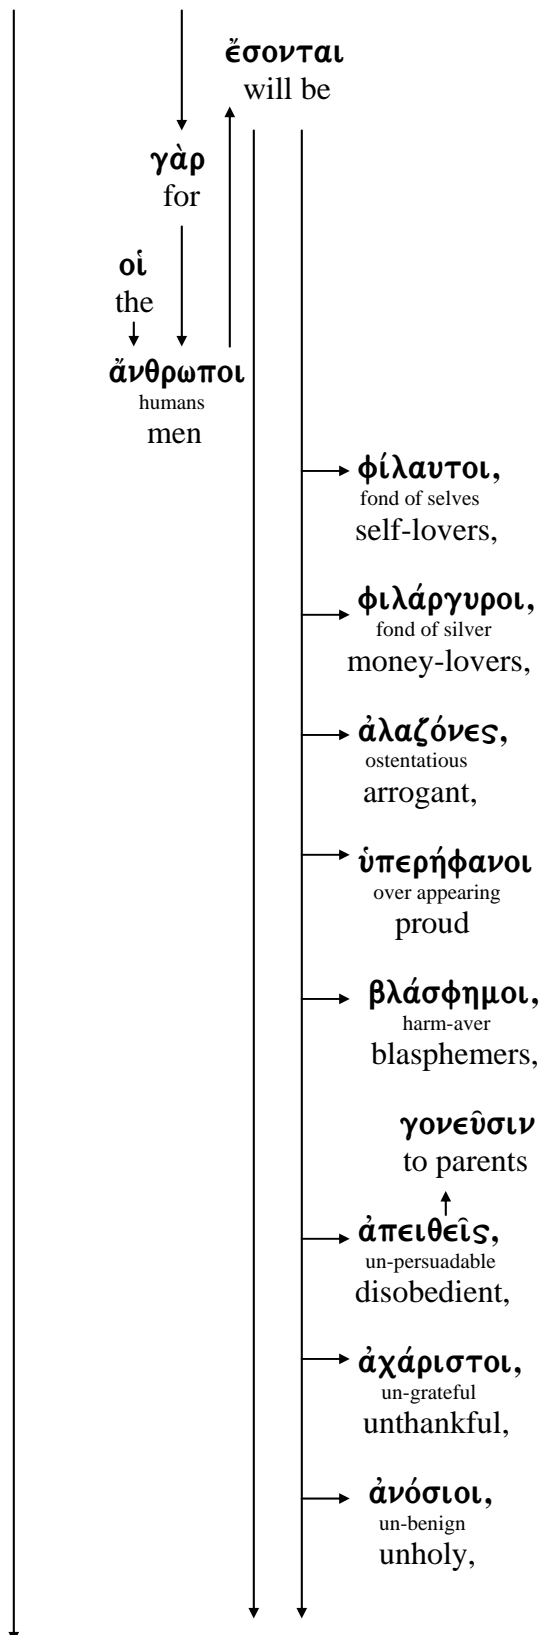 ἔσονται
will be
γὰρ
for
οἱ
the
ἄνθρωποι
humans
men
φίλαυτοι,
fond of selves
self-lovers,
φιλάργυροι,
fond of silver
money-lovers,
ἀλαζόνες,
ostentatious
arrogant,
ὑπερήφανοι
over appearing
proud
βλάσφημοι,
harm-aver
blasphemers,
γονεῦσιν
to parents
ἀπειθεῖς,
un-persuadable
disobedient,
ἀχάριστοι,
un-grateful
unthankful,
ἀνόσιοι,
un-benign
unholy,